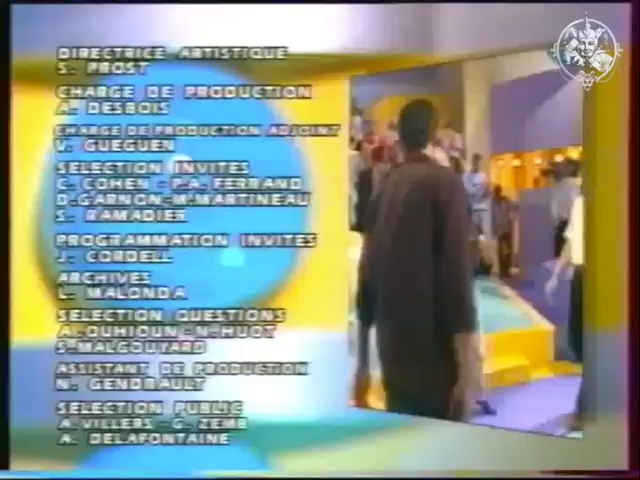 DIRECTRICE ARTISTIQUE
S. PROST
CHARGE DE PRODUCTION
A. DESBOIS
CHARGE DE PRODUCTION ADJOINT
V. GUEGUEN
SELECTION INVITES
C. COHEN - P.A. FERRAND
D. GARNON - M. MARTINEAU
S. RAMADIER
PROGRAMMATION INVITES
J. CORDELL
ARCHIVES
L. MALONDA
SELECTION QUESTIONS
A. OUHIOUN - N. HUOT
S. MALGOUYARD
ASSISTANT DE PRODUCTION
N. GENDRAULT
SELECTION PUBLIC
A. VILLERS - G. ZEMB
A. DELAFONTAINE